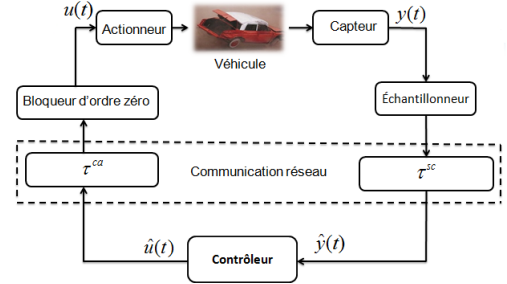 u(t)
Actionneur
Véhicule
Capteur
y(t)
Bloqueur d'ordre zéro
Échantillonneur
τ^ca
Communication réseau
τ^sc
û(t)
Contrôleur
ŷ(t)